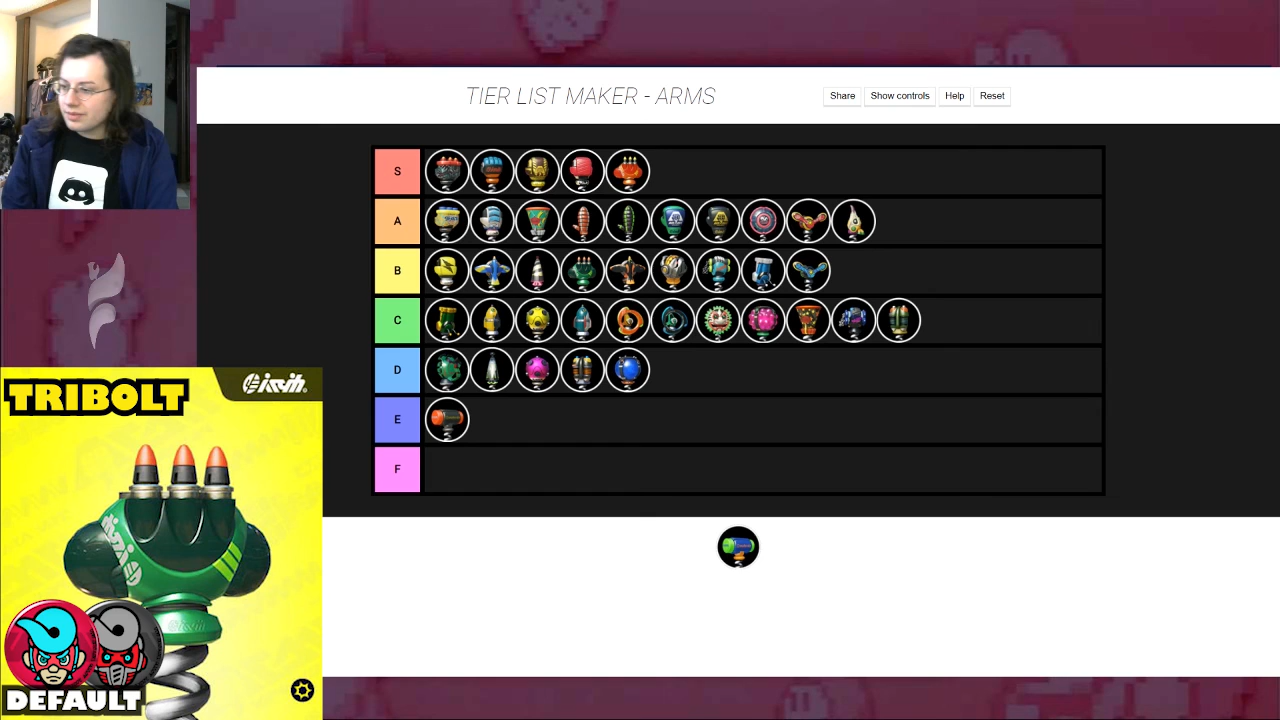 TIER LIST MAKER - ARMS
Share
Show controls
Help
Reset
S
A
B
C
D
E
F
TRIBOLT
DEFAULT